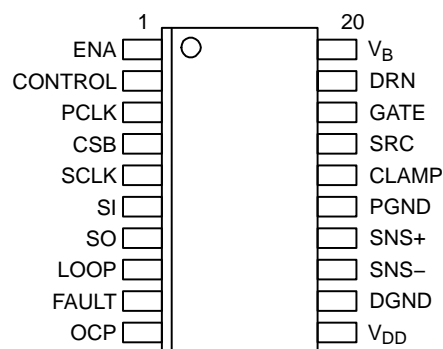 1 20
ENA V_B
CONTROL DRN
PCLK GATE
CSB SRC
SCLK CLAMP
SI PGND
SO SNS+
LOOP SNS−
FAULT DGND
OCP V_DD